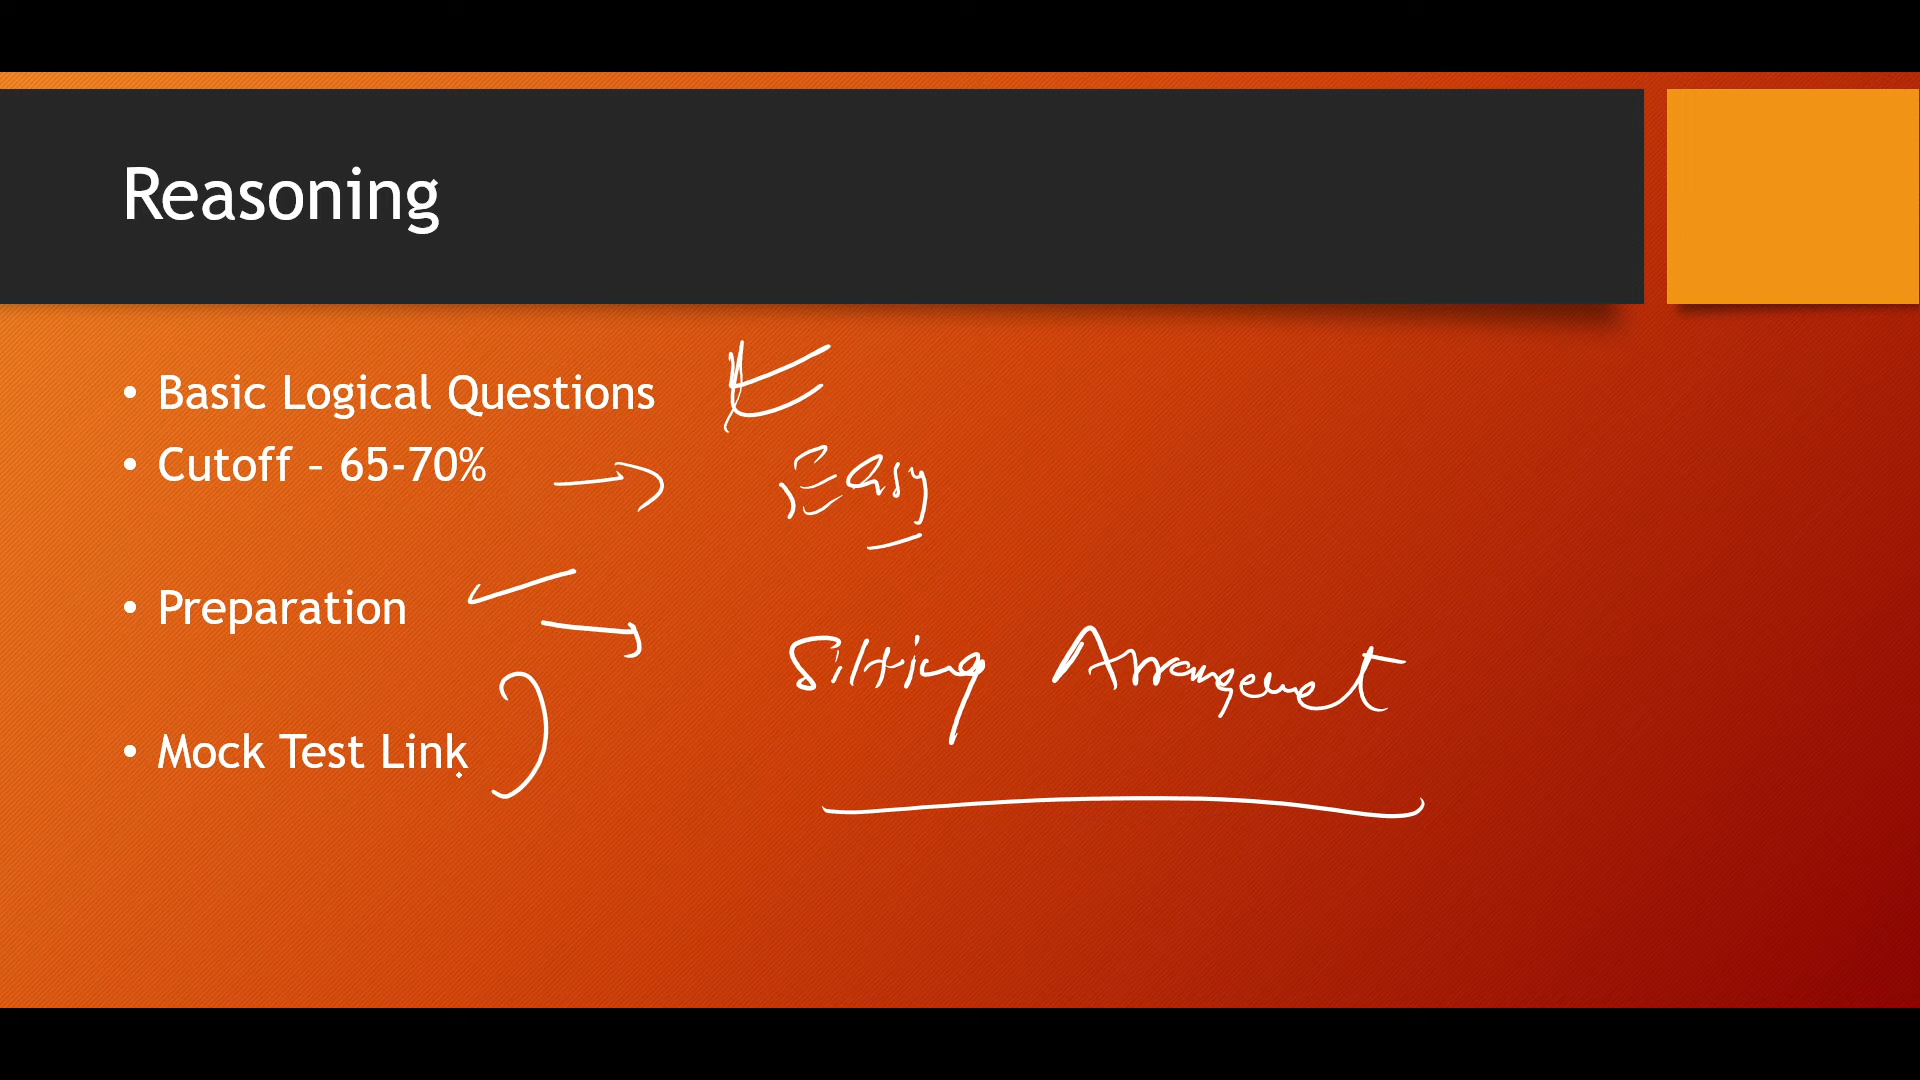 Reasoning
• Basic Logical Questions
• Cutoff – 65-70%
Easy
• Preparation
Sitting Arrangement
• Mock Test Link